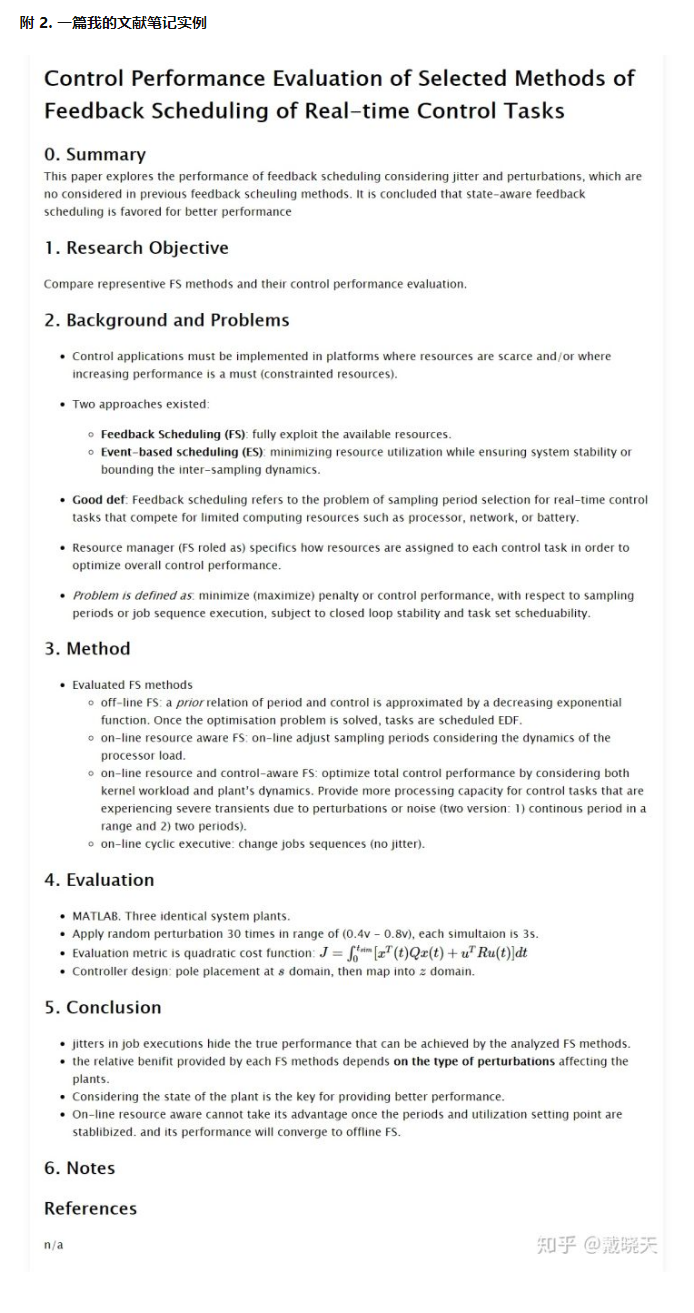 附 2. 一篇我的文献笔记实例
Control Performance Evaluation of Selected Methods of
Feedback Scheduling of Real-time Control Tasks
0. Summary
This paper explores the performance of feedback scheduling considering jitter and perturbations, which are
no considered in previous feedback scheuling methods. It is concluded that state-aware feedback
scheduling is favored for better performance
1. Research Objective
Compare representive FS methods and their control performance evaluation.
2. Background and Problems
• Control applications must be implemented in platforms where resources are scarce and/or where
increasing performance is a must (constrainted resources).
• Two approaches existed:
◦ Feedback Scheduling (FS): fully exploit the available resources.
◦ Event-based scheduling (ES): minimizing resource utilization while ensuring system stability or
bounding the inter-sampling dynamics.
• Good def: Feedback scheduling refers to the problem of sampling period selection for real-time control
tasks that compete for limited computing resources such as processor, network, or battery.
• Resource manager (FS roled as) specifics how resources are assigned to each control task in order to
optimize overall control performance.
• Problem is defined as: minimize (maximize) penalty or control performance, with respect to sampling
periods or job sequence execution, subject to closed loop stability and task set scheduability.
3. Method
• Evaluated FS methods
◦ off-line FS: a prior relation of period and control is approximated by a decreasing exponential
function. Once the optimisation problem is solved, tasks are scheduled EDF.
◦ on-line resource aware FS: on-line adjust sampling periods considering the dynamics of the
processor load.
◦ on-line resource and control-aware FS: optimize total control performance by considering both
kernel workload and plant's dynamics. Provide more processing capacity for control tasks that are
experiencing severe transients due to perturbations or noise (two version: 1) continous period in a
range and 2) two periods).
◦ on-line cyclic executive: change jobs sequences (no jitter).
4. Evaluation
• MATLAB. Three identical system plants.
• Apply random perturbation 30 times in range of (0.4v – 0.8v), each simultaion is 3s.
• Evaluation metric is quadratic cost function: J = ∫₀^{t_sim}[x^T(t)Qx(t) + u^T Ru(t)]dt
• Controller design: pole placement at s domain, then map into z domain.
5. Conclusion
• jitters in job executions hide the true performance that can be achieved by the analyzed FS methods.
• the relative benifit provided by each FS methods depends on the type of perturbations affecting the
plants.
• Considering the state of the plant is the key for providing better performance.
• On-line resource aware cannot take its advantage once the periods and utilization setting point are
stablibized. and its performance will converge to offline FS.
6. Notes
References
n/a
知乎 @戴晓天